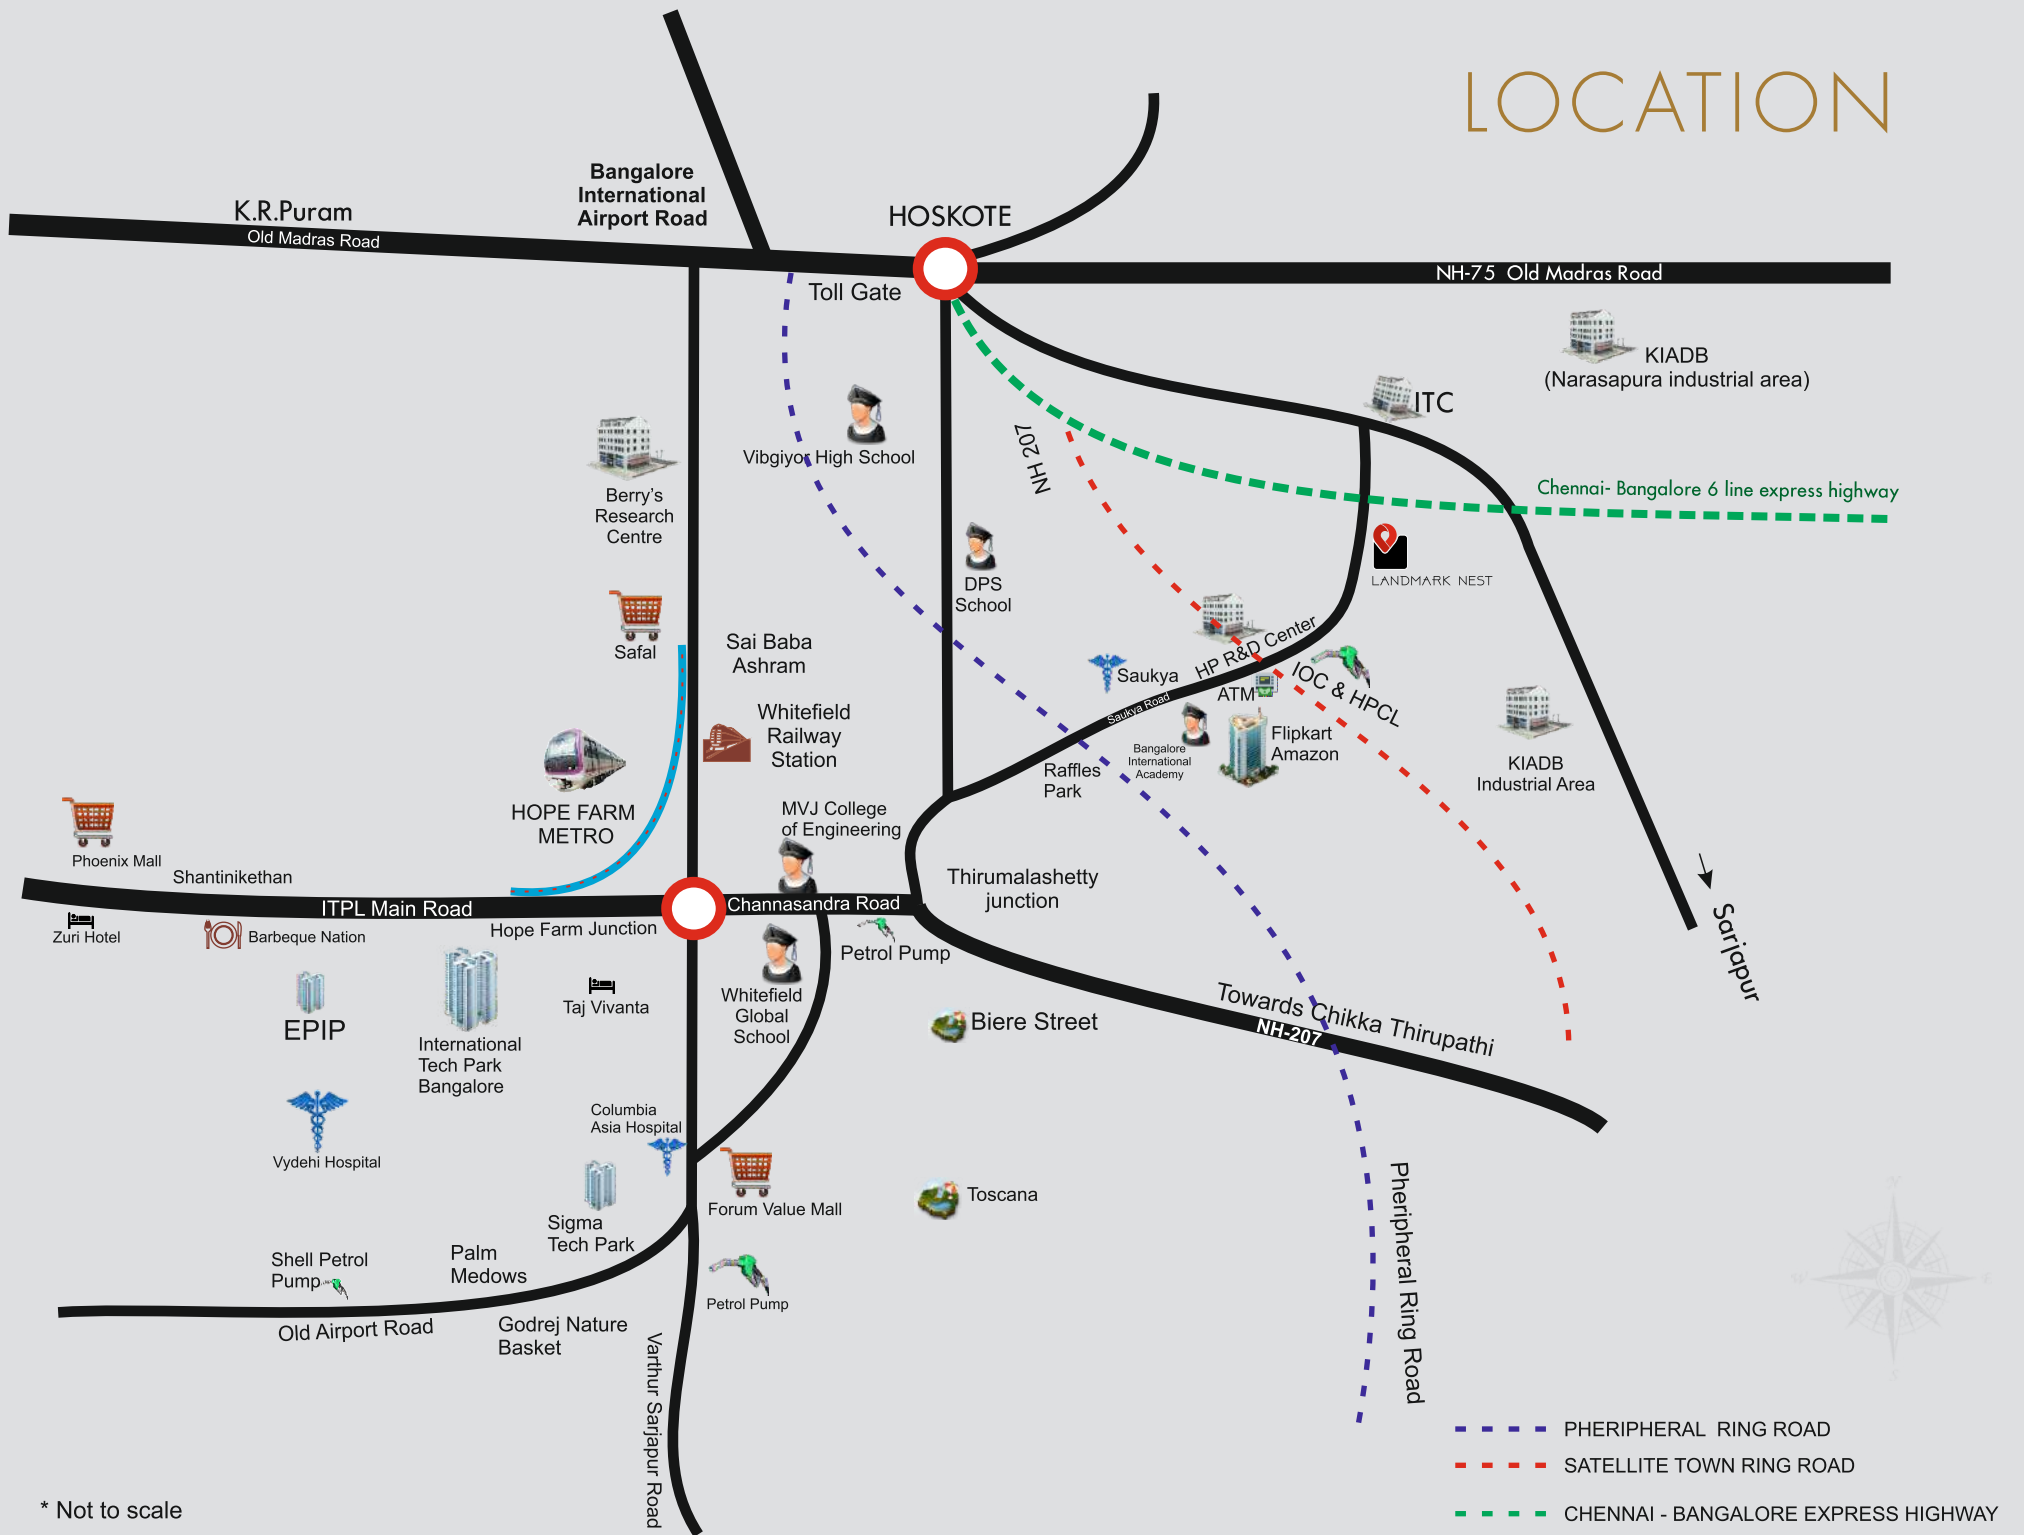 LOCATION
Bangalore
International
Airport Road
K.R.Puram
Old Madras Road
HOSKOTE
NH-75 Old Madras Road
Toll Gate
KIADB
(Narasapura industrial area)
ITC
NH 207
Vibgiyor High School
Chennai- Bangalore 6 line express highway
Berry's
Research
Centre
DPS
School
LANDMARK NEST
Safal
Sai Baba
Ashram
HP R&D Center
Saukya
Saukya Road
ATM
IOC & HPCL
Whitefield
Railway
Station
Flipkart
Amazon
Bangalore
International
Academy
Raffles
Park
KIADB
Industrial Area
HOPE FARM
METRO
MVJ College
of Engineering
Phoenix Mall
Shantinikethan
Thirumalashetty
junction
ITPL Main Road
Channasandra Road
Zuri Hotel
Barbeque Nation
Hope Farm Junction
Petrol Pump
Sarjapur
EPIP
International
Tech Park
Bangalore
Taj Vivanta
Whitefield
Global
School
Biere Street
Towards Chikka Thirupathi
NH-207
Columbia
Asia Hospital
Vydehi Hospital
Forum Value Mall
Toscana
Sigma
Tech Park
Shell Petrol
Pump
Palm
Medows
Petrol Pump
Old Airport Road
Godrej Nature
Basket
Varthur Sarjapur Road
Pheripheral Ring Road
PHERIPHERAL RING ROAD
SATELLITE TOWN RING ROAD
CHENNAI - BANGALORE EXPRESS HIGHWAY
* Not to scale